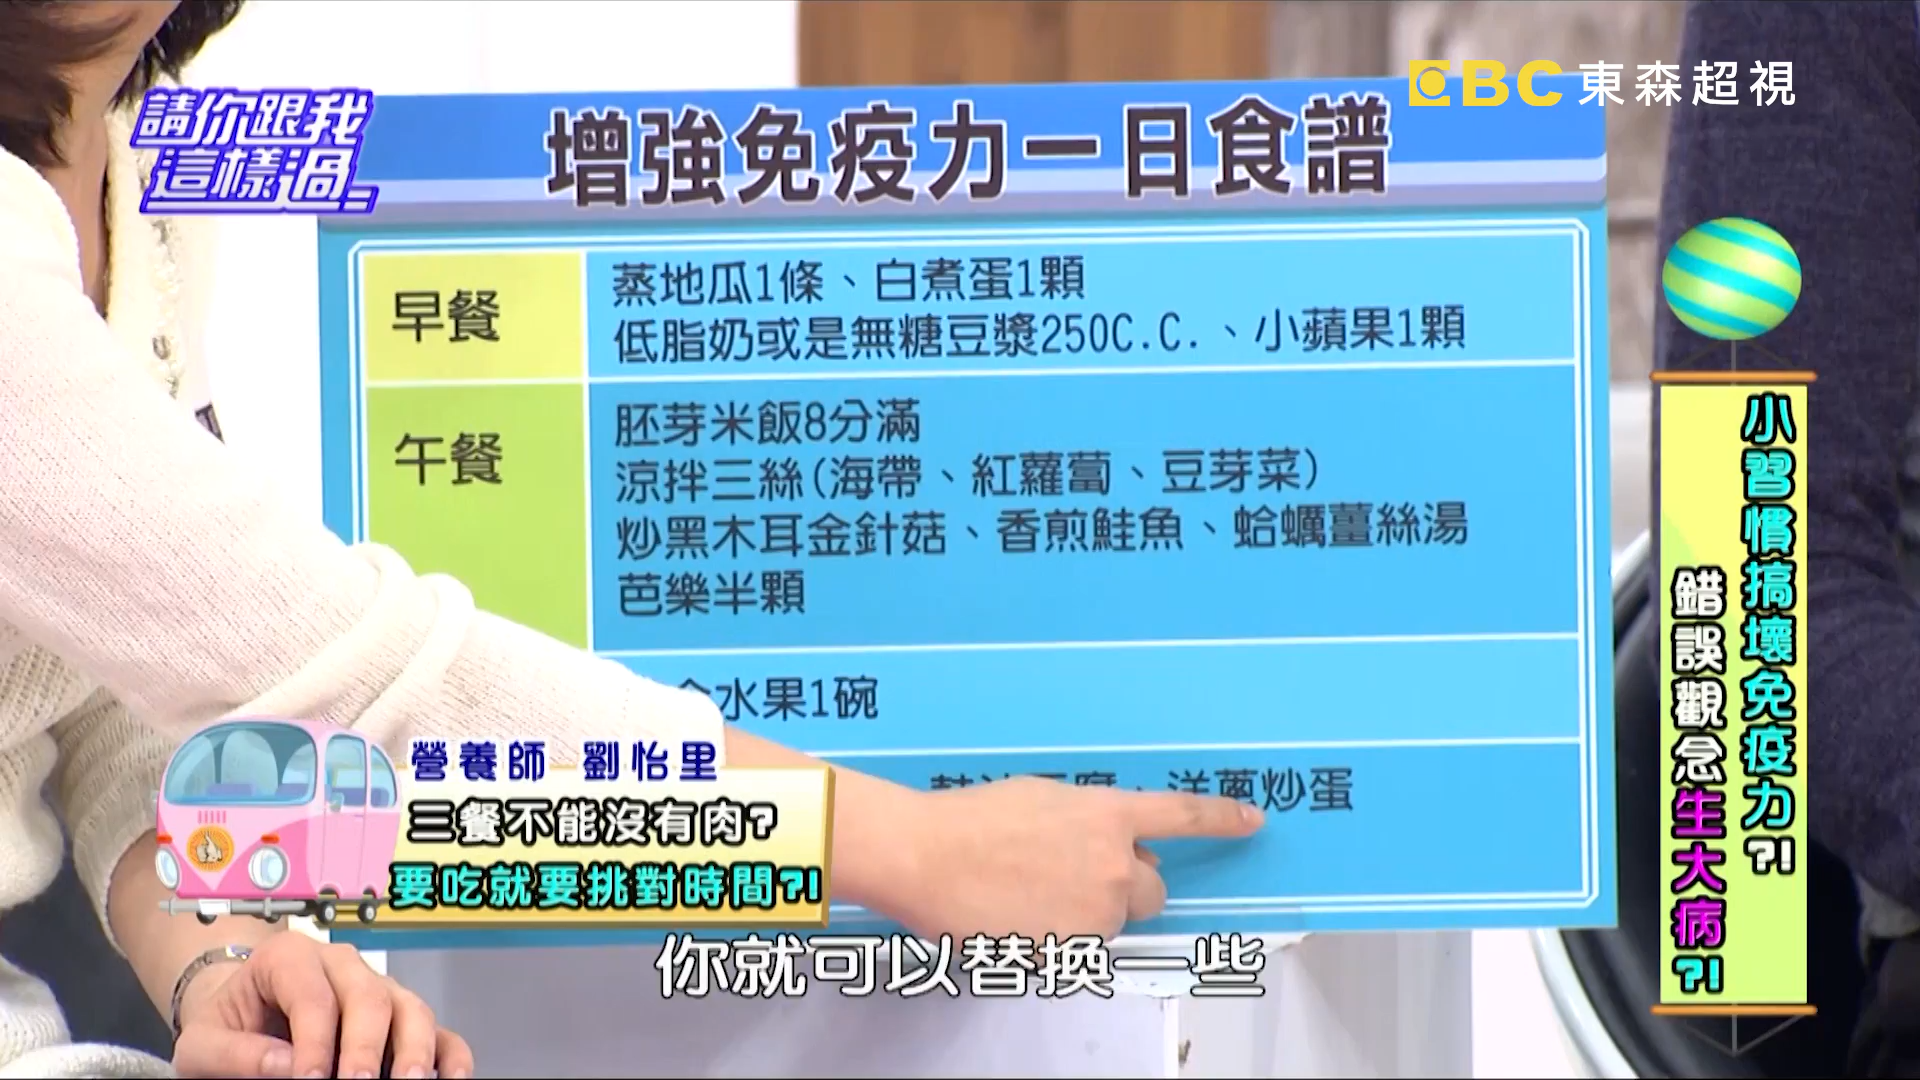 EBC 東森超視
請你跟我
這樣過
增強免疫力一日食譜
早餐
蒸地瓜1條、白煮蛋1顆
低脂奶或是無糖豆漿250C.C.、小蘋果1顆
午餐
胚芽米飯8分滿
涼拌三絲(海帶、紅蘿蔔、豆芽菜)
炒黑木耳金針菇、香煎鮭魚、蛤蠣薑絲湯
芭樂半顆
水果1碗
、洋蔥炒蛋
小習慣搞壞免疫力?!
錯誤觀念生大病?!
營養師 劉怡里
三餐不能沒有肉?
要吃就要挑對時間?!
你就可以替換一些